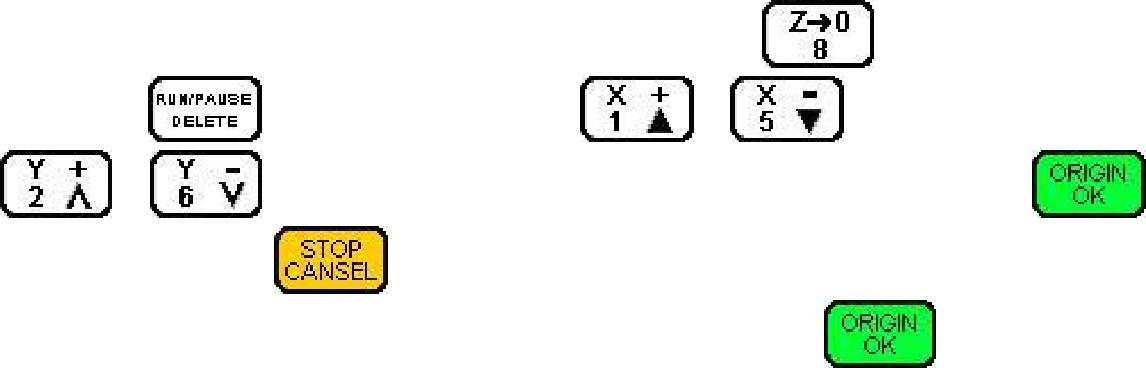 Z→0
8
RUN/PAUSE
DELETE
X +
1 ▲
X -
5 ▼
Y +
2 Λ
Y -
6 V
ORIGIN
OK
STOP
CANSEL
ORIGIN
OK